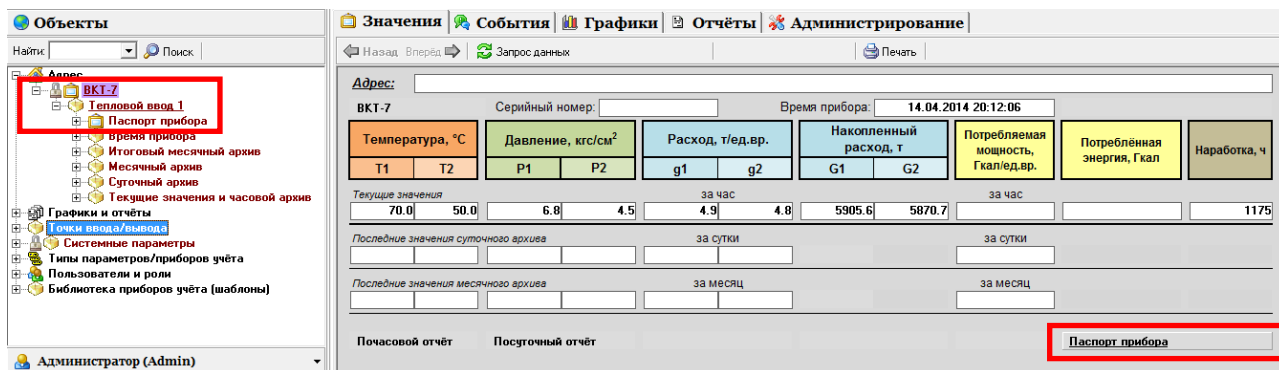 Объекты
Найти: Поиск
Адрес
ВКТ-7
Тепловой ввод 1
Паспорт прибора
Время прибора
Итоговый месячный архив
Месячный архив
Суточный архив
Текущие значения и часовой архив
Графики и отчёты
Точки ввода/вывода
Системные параметры
Типы параметров/приборов учёта
Пользователи и роли
Библиотека приборов учёта (шаблоны)
Администратор (Admin)
Значения События Графики Отчёты Администрирование
Назад Вперёд Запрос данных Печать
Адрес:
ВКТ-7 Серийный номер: Время прибора: 14.04.2014 20:12:06
Температура, °C Давление, кгс/см² Расход, т/ед.вр. Накопленный расход, т Потребляемая мощность, Гкал/ед.вр. Потреблённая энергия, Гкал Наработка, ч
T1 T2 P1 P2 g1 g2 G1 G2
Текущие значения за час за час
70.0 50.0 6.8 4.5 4.9 4.8 5905.6 5870.7 1175
Последние значения суточного архива за сутки за сутки
Последние значения месячного архива за месяц за месяц
Почасовой отчёт Посуточный отчёт Паспорт прибора